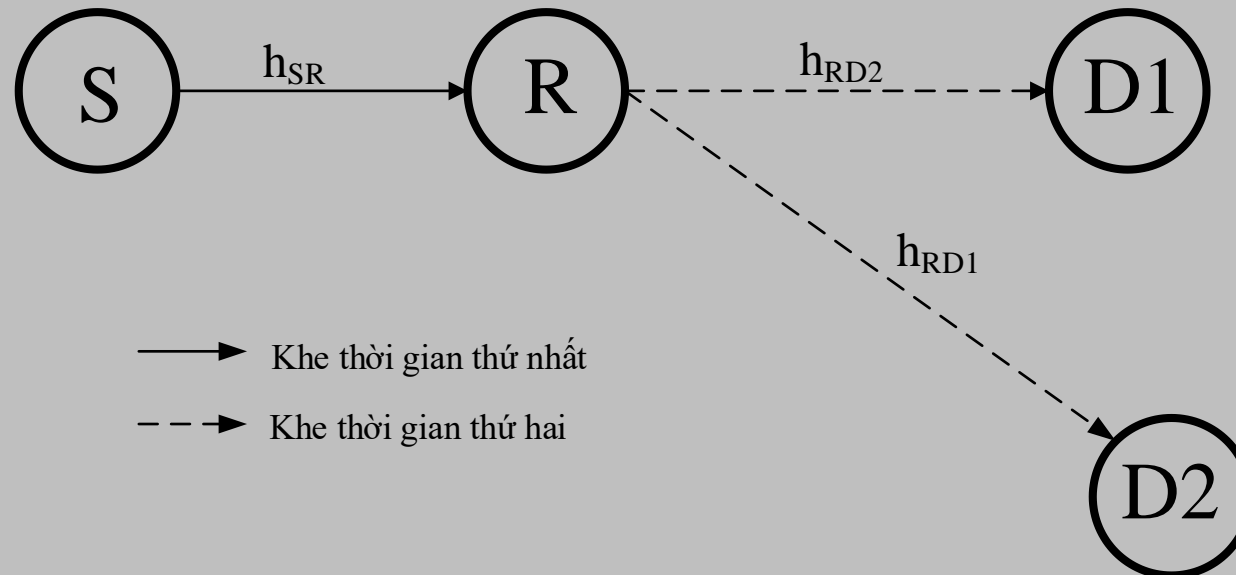 S
h_SR
R
h_RD2
D1
h_RD1
Khe thời gian thứ nhất
Khe thời gian thứ hai
D2